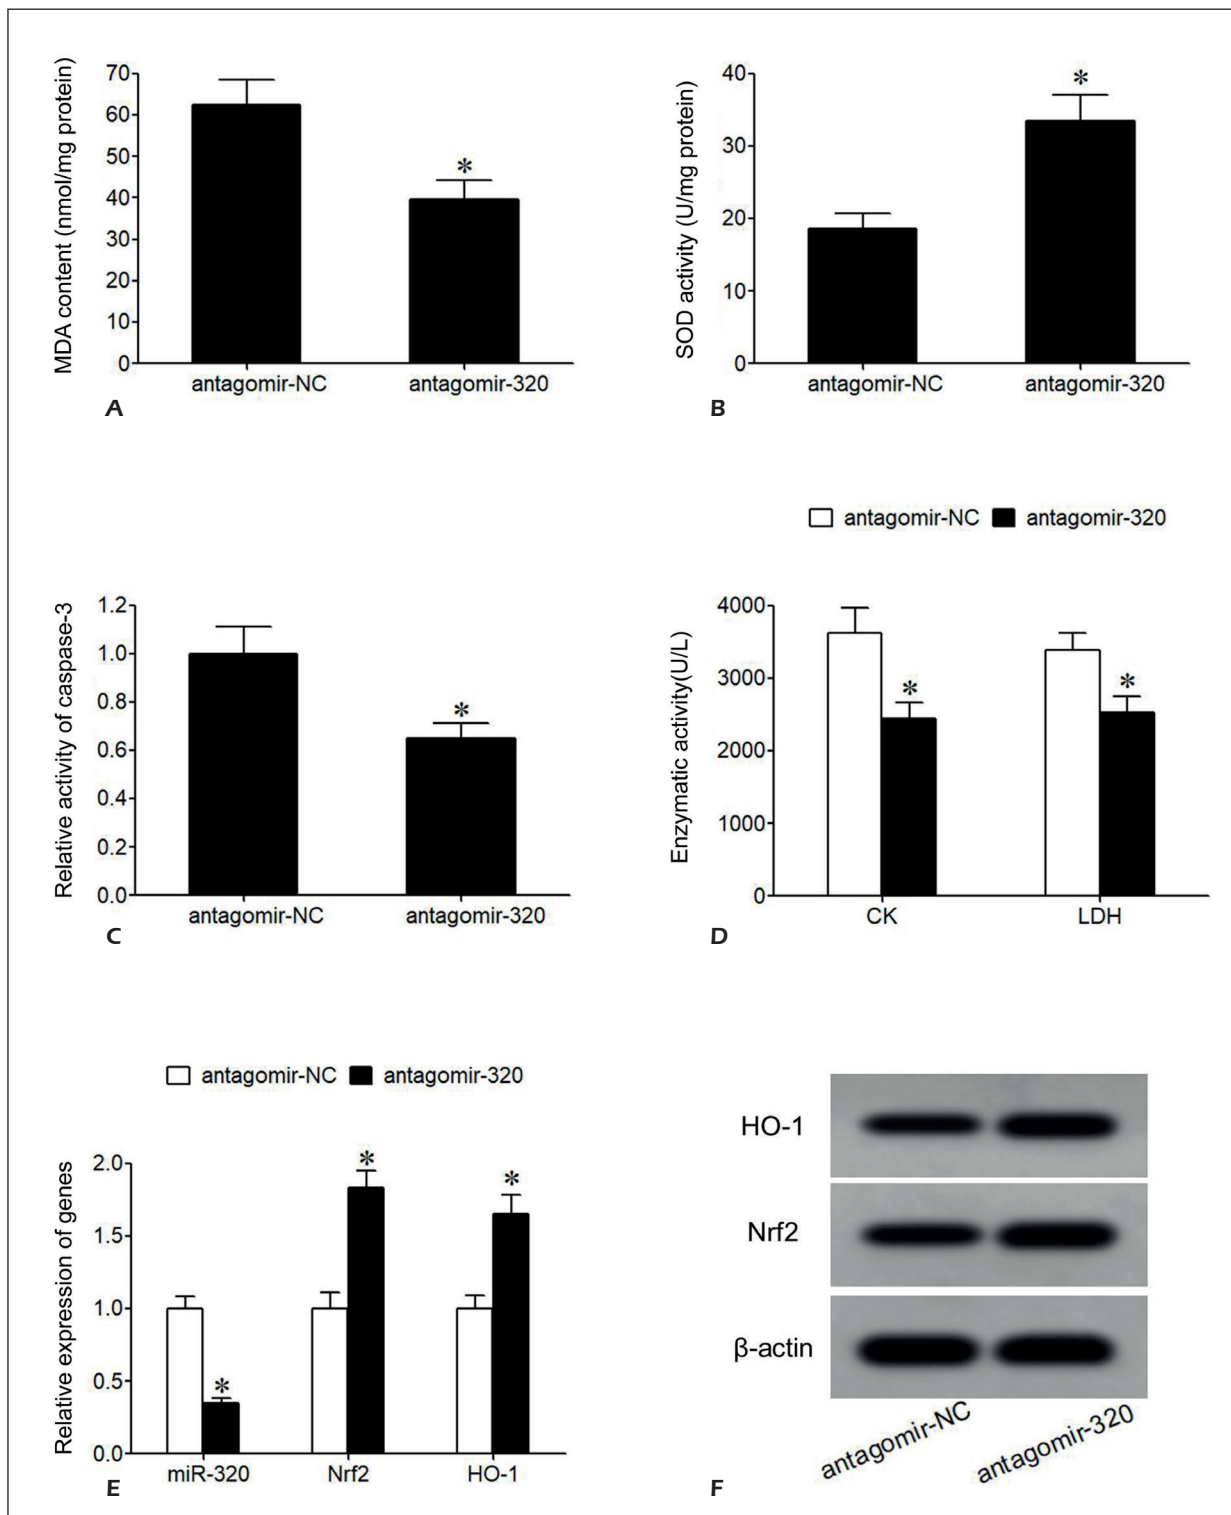 MDA content (nmol/mg protein)
70
60
50
40
30
20
10
0
*
antagomir-NC antagomir-320
A
SOD activity (U/mg protein)
40
30
20
10
0
*
antagomir-NC antagomir-320
B
Relative activity of caspase-3
1.2
1.0
0.8
0.6
0.4
0.2
0.0
*
antagomir-NC antagomir-320
C
antagomir-NC antagomir-320
Enzymatic activity(U/L)
4000
3000
2000
1000
0
* *
CK LDH
D
antagomir-NC antagomir-320
Relative expression of genes
2.0
1.5
1.0
0.5
0.0
* * *
miR-320 Nrf2 HO-1
E
HO-1
Nrf2
β-actin
antagomir-NC antagomir-320
F